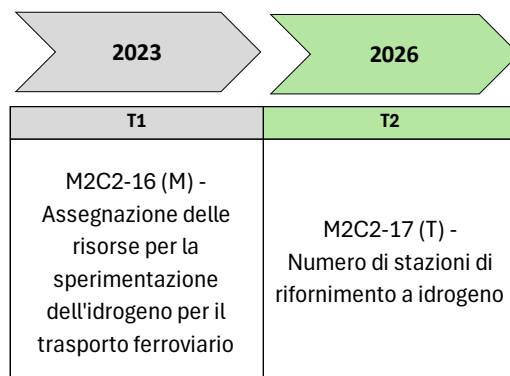 2023
2026
T1
T2
M2C2-16 (M) -
Assegnazione delle
risorse per la
sperimentazione
dell'idrogeno per il
trasporto ferroviario
M2C2-17 (T) -
Numero di stazioni di
rifornimento a idrogeno